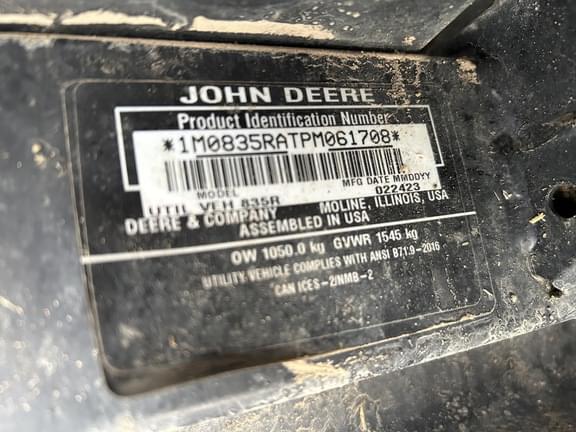 JOHN DEERE
Product Identification Number
*1M0835RATPM061708*
MODEL MFG DATE MMDDYY
UTIL VEH 835R 022423
DEERE & COMPANY MOLINE, ILLINOIS, USA
ASSEMBLED IN USA
OW 1050.0 kg GVWR 1545 kg
UTILITY VEHICLE COMPLIES WITH ANSI B71.9-2016
CAN ICES-2/NMB-2